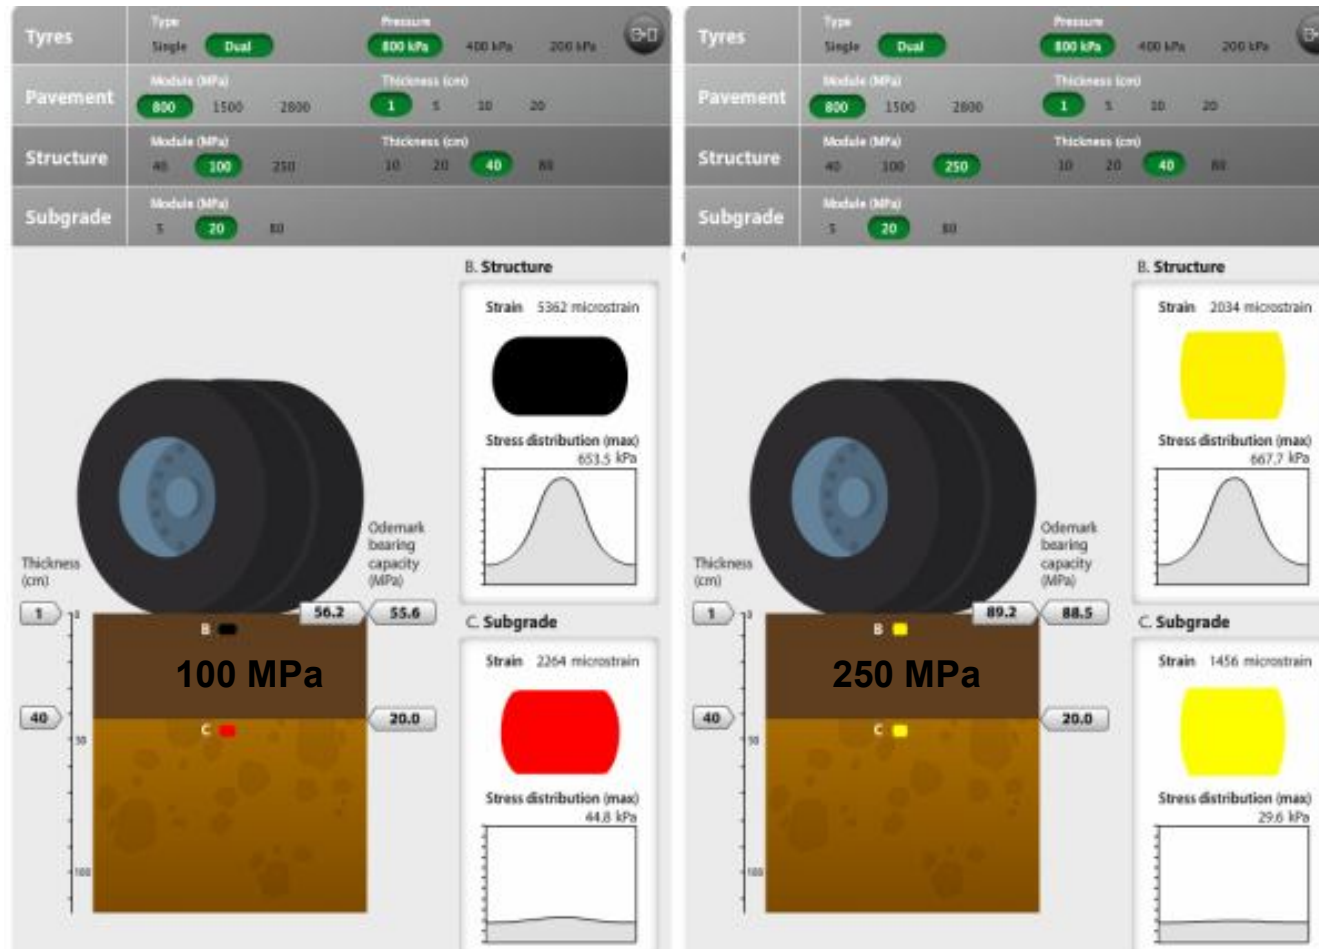 Tyres
Type
Single Dual
Pressure
800 kPa 400 kPa 200 kPa
Pavement
Module (MPa)
800 1500 2800
Thickness (cm)
1 5 10 20
Structure
Module (MPa)
40 100 250
Thickness (cm)
10 20 40 80
Subgrade
Module (MPa)
5 20 80
B. Structure
Strain 5362 microstrain
Stress distribution (max)
653.5 kPa
Odemark
bearing
capacity
(MPa)
Thickness
(cm)
1 0 56.2 55.6
B
100 MPa
40 20.0
C
50
100
C. Subgrade
Strain 2264 microstrain
Stress distribution (max)
44.8 kPa
Tyres
Type
Single Dual
Pressure
800 kPa 400 kPa 200 kPa
Pavement
Module (MPa)
800 1500 2800
Thickness (cm)
1 5 10 20
Structure
Module (MPa)
40 100 250
Thickness (cm)
10 20 40 80
Subgrade
Module (MPa)
5 20 80
B. Structure
Strain 2034 microstrain
Stress distribution (max)
667.7 kPa
Odemark
bearing
capacity
(MPa)
Thickness
(cm)
1 0 89.2 88.5
B
250 MPa
40 20.0
C
50
100
C. Subgrade
Strain 1456 microstrain
Stress distribution (max)
29.6 kPa